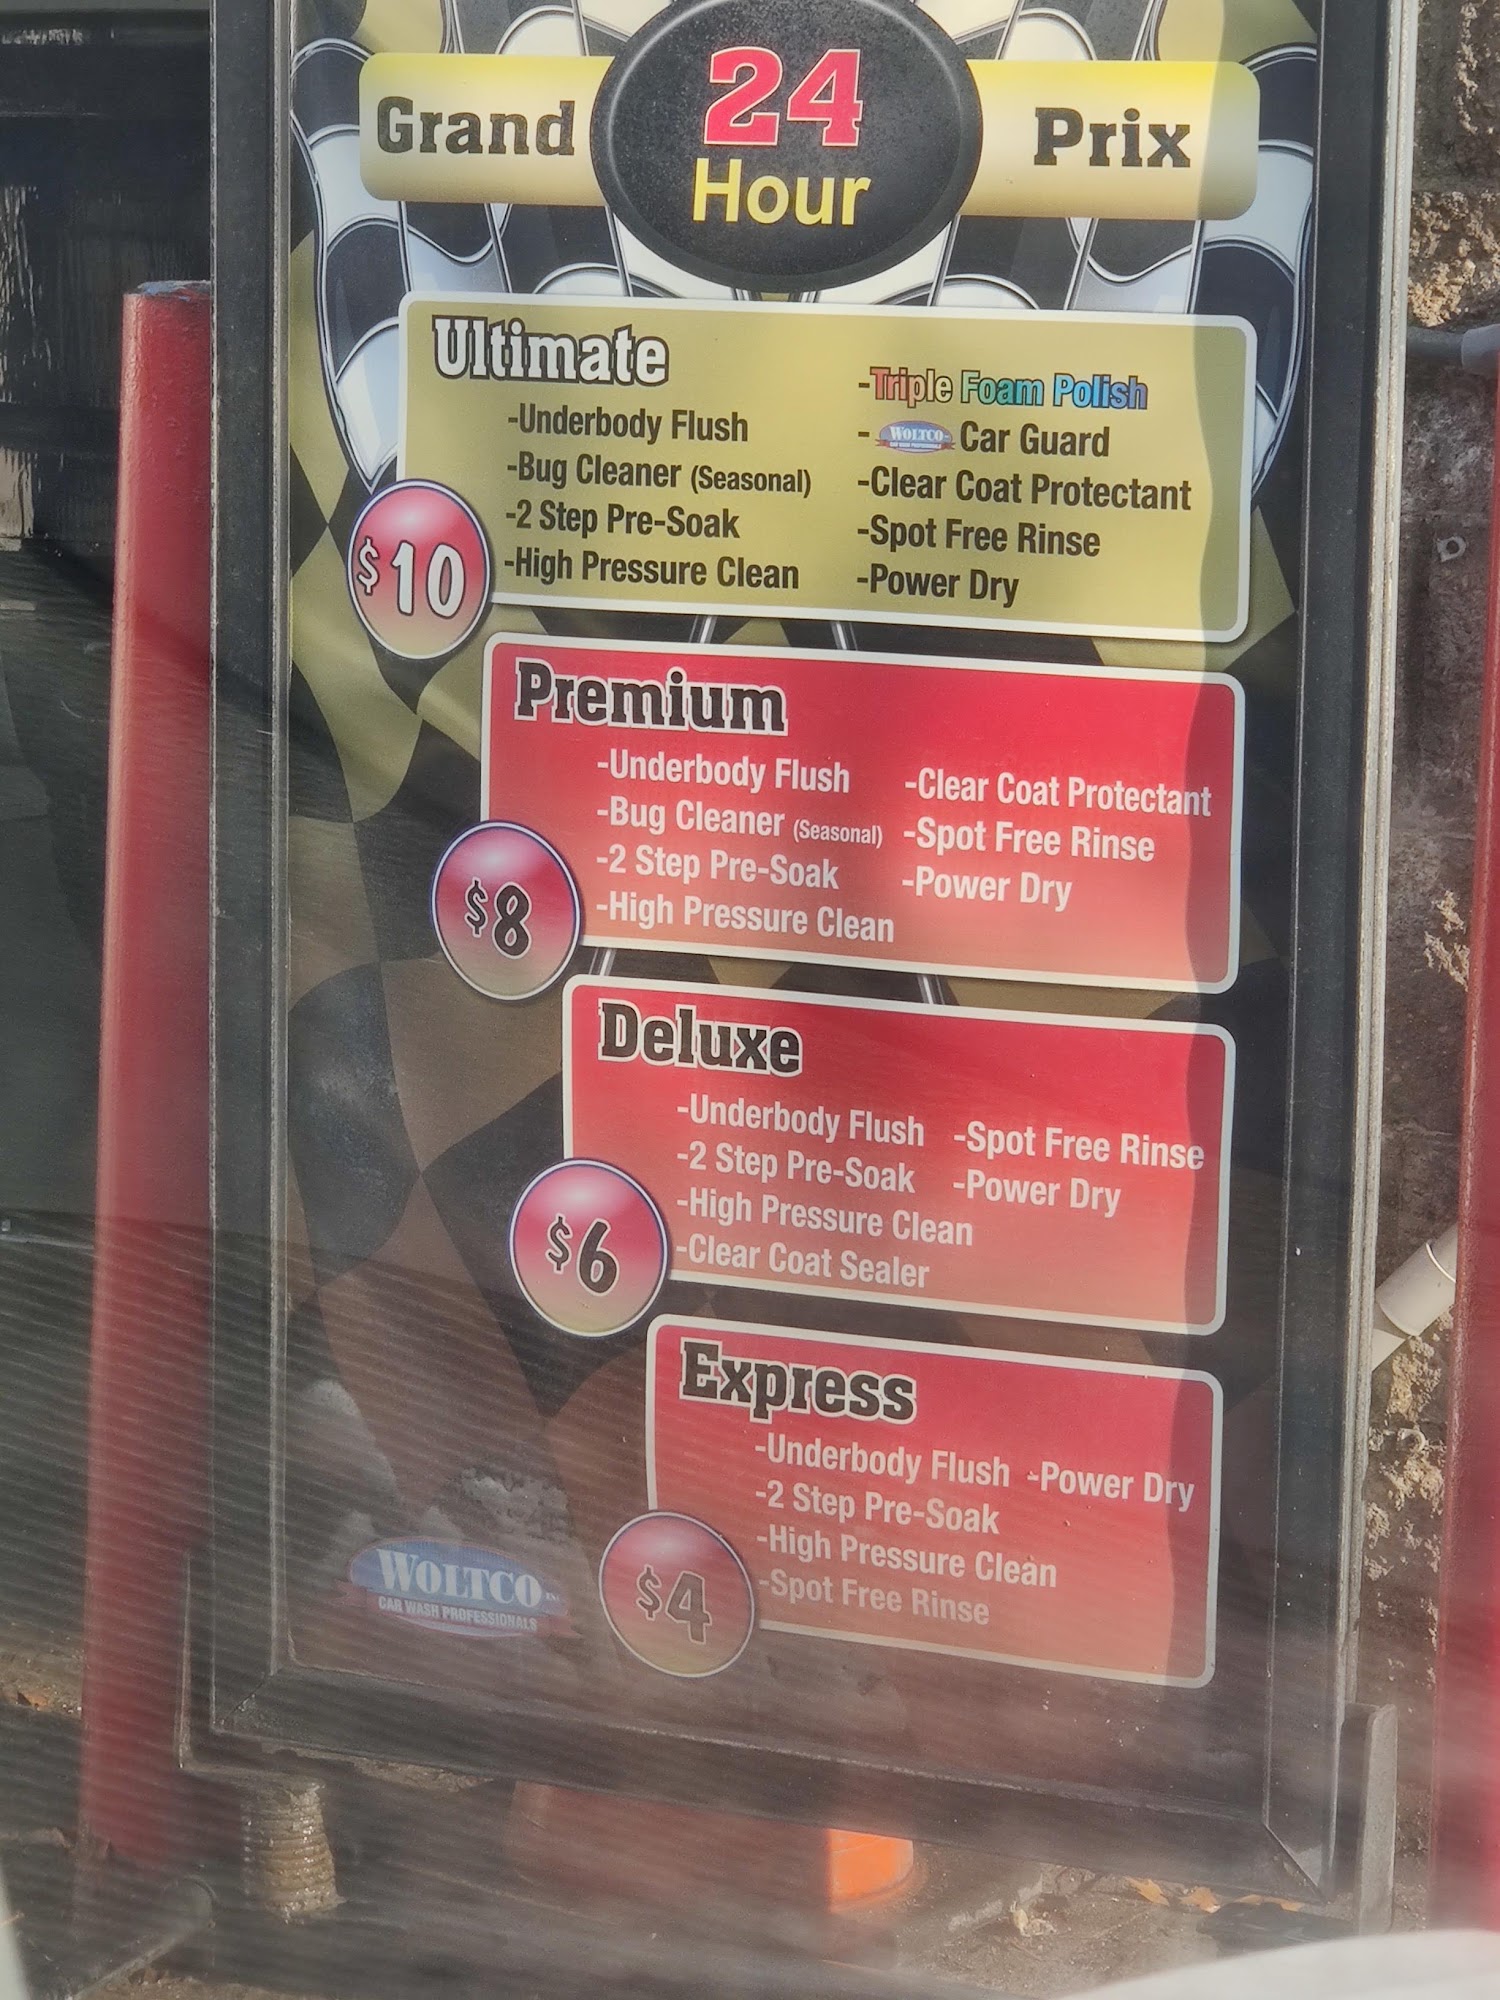 Grand 24 Prix
Hour
Ultimate
-Underbody Flush
-Bug Cleaner (Seasonal)
-2 Step Pre-Soak
-High Pressure Clean
-Triple Foam Polish
- WOLTCO Car Guard
-Clear Coat Protectant
-Spot Free Rinse
-Power Dry
$10
Premium
-Underbody Flush
-Bug Cleaner (Seasonal)
-2 Step Pre-Soak
-High Pressure Clean
-Clear Coat Protectant
-Spot Free Rinse
-Power Dry
$8
Deluxe
-Underbody Flush
-2 Step Pre-Soak
-High Pressure Clean
-Clear Coat Sealer
-Spot Free Rinse
-Power Dry
$6
Express
-Underbody Flush
-2 Step Pre-Soak
-High Pressure Clean
-Spot Free Rinse
-Power Dry
$4
WOLTCO
CAR WASH PROFESSIONALS